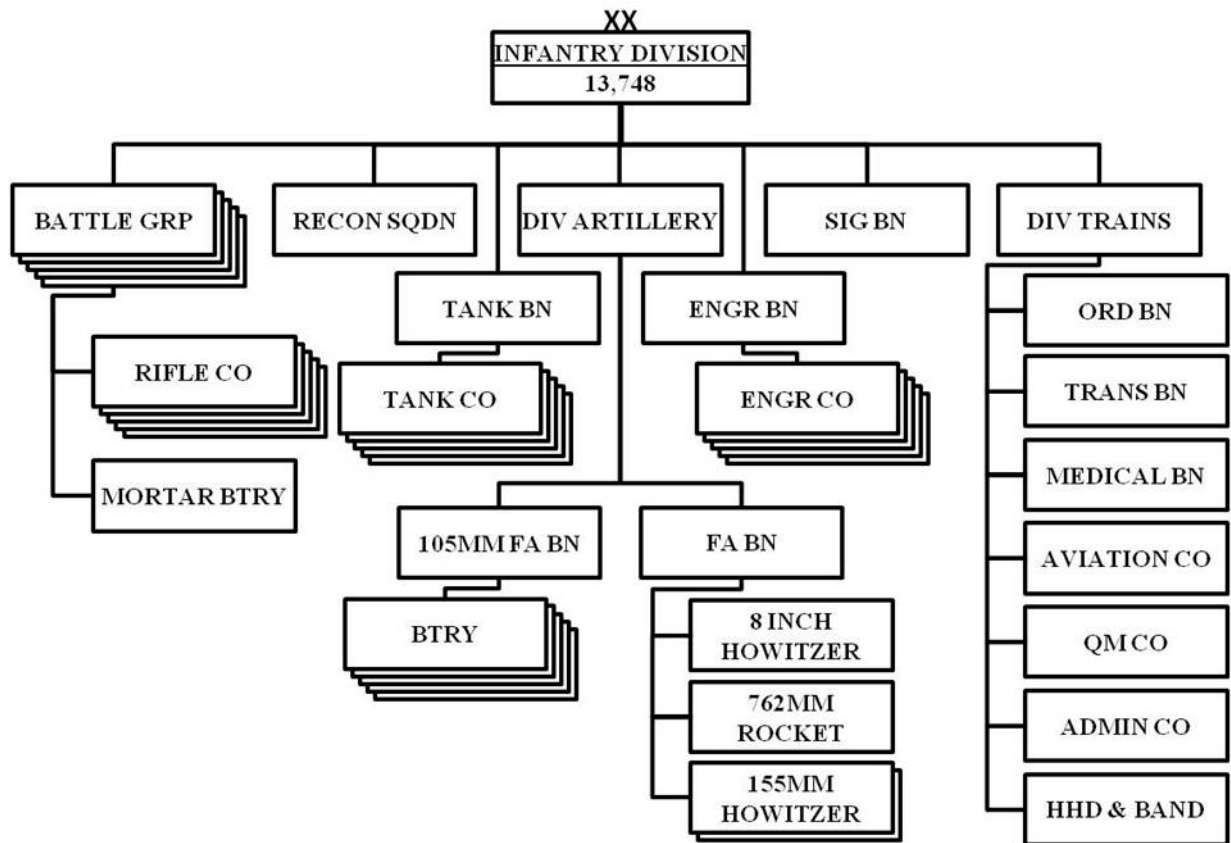 XX
INFANTRY DIVISION
13,748
BATTLE GRP
RECON SQDN
DIV ARTILLERY
SIG BN
DIV TRAINS
TANK BN
ENGR BN
ORD BN
RIFLE CO
TANK CO
ENGR CO
TRANS BN
MORTAR BTRY
MEDICAL BN
105MM FA BN
FA BN
AVIATION CO
BTRY
8 INCH
HOWITZER
QM CO
762MM
ROCKET
ADMIN CO
155MM
HOWITZER
HHD & BAND